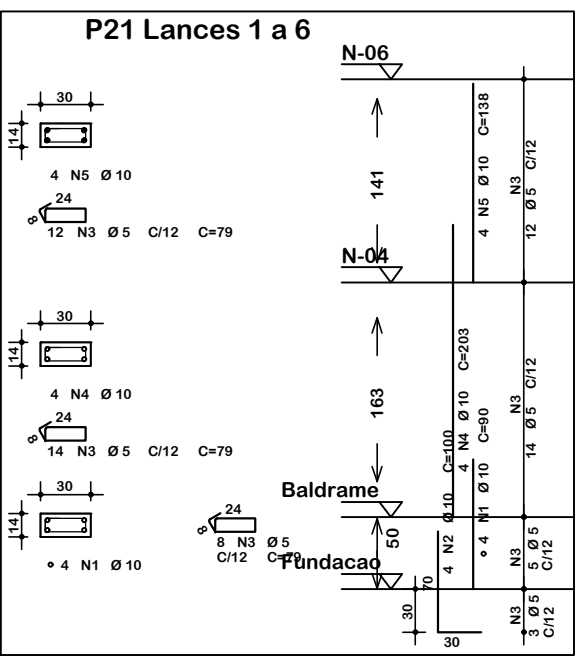 P21 Lances 1 a 6
N-06
30
14
4 N5 Ø 10
24
8
12 N3 Ø 5 C/12 C=79
141
4 N5 Ø 10 C=138
12 Ø 5 C/12
N3
N-04
30
14
4 N4 Ø 10
24
8
14 N3 Ø 5 C/12 C=79
163
4 N4 Ø 10 C=203
14 Ø 5 C/12
N3
30
14
4 N1 Ø 10
24
8
8 N3 Ø 5
C/12 C=79
Baldrame
50
Fundacao
4 N2 Ø 10 C=100
70
4 N1 Ø 10 C=90
N3
5 Ø 5
C/12
30
30
N3
3 Ø 5
C/12